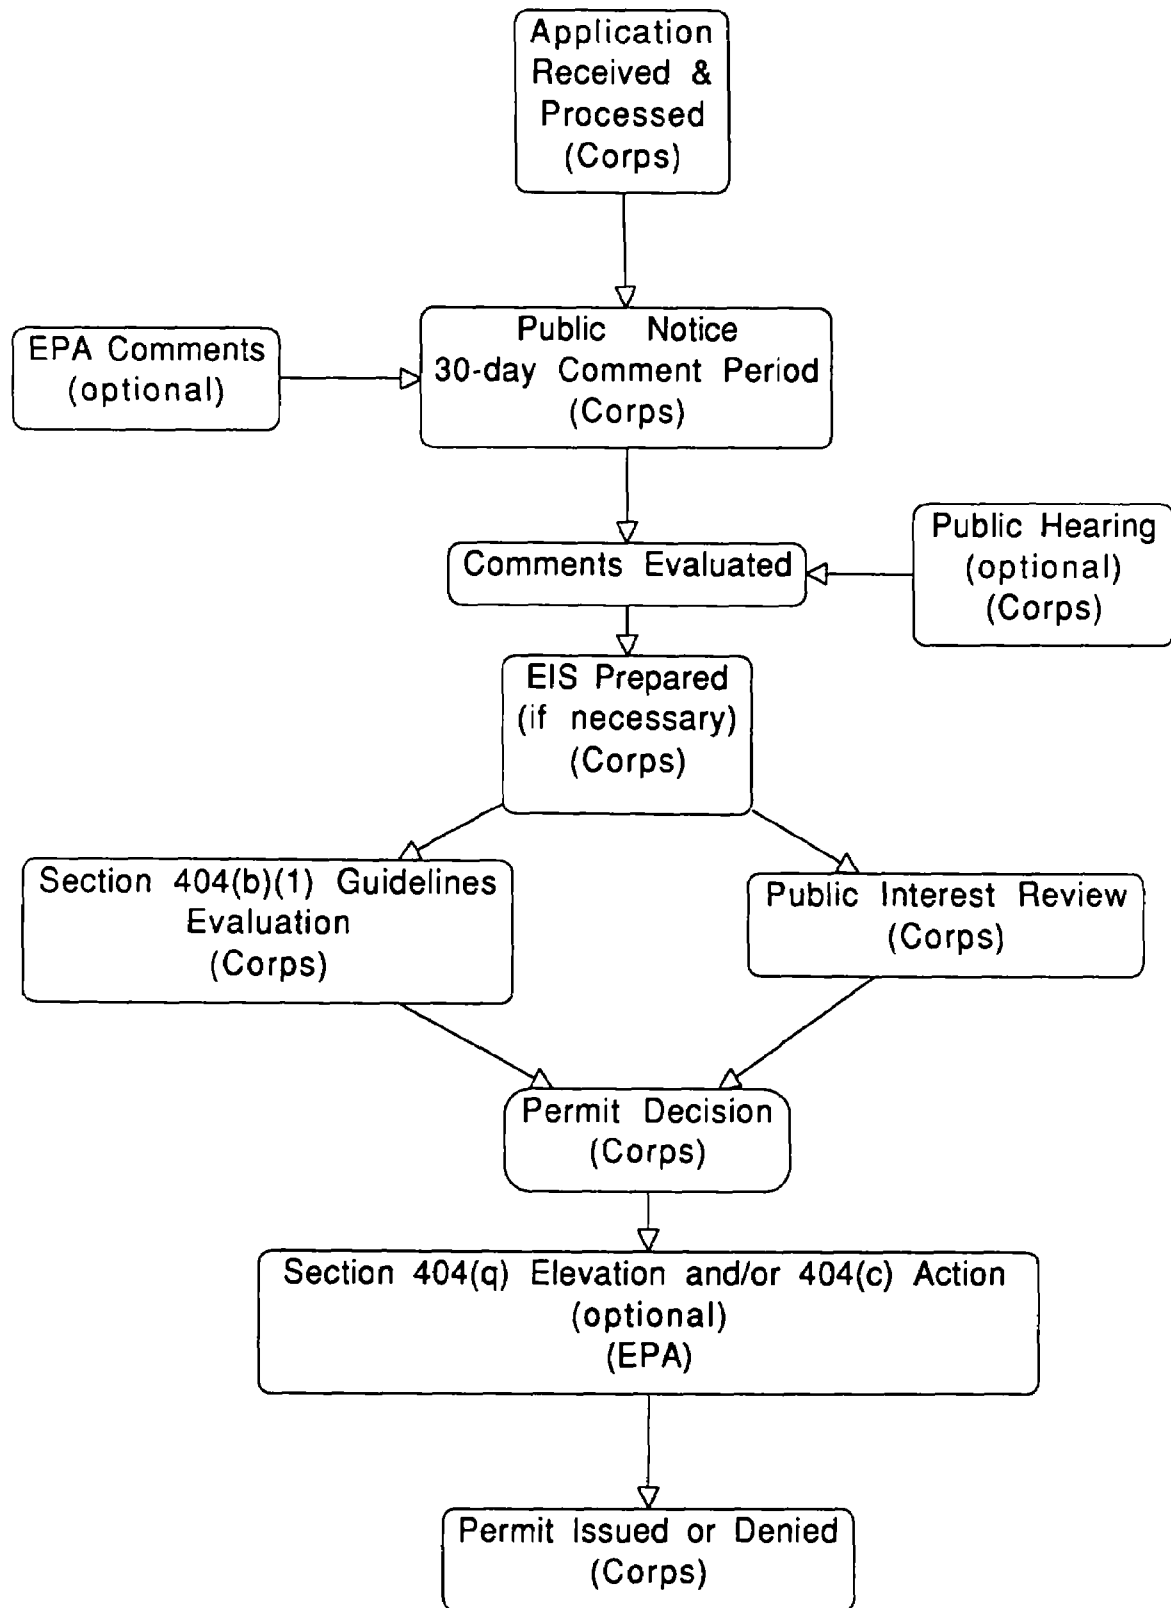 Application
Received &
Processed
(Corps)
Public Notice
30-day Comment Period
(Corps)
EPA Comments
(optional)
Comments Evaluated
Public Hearing
(optional)
(Corps)
EIS Prepared
(if necessary)
(Corps)
Section 404(b)(1) Guidelines
Evaluation
(Corps)
Public Interest Review
(Corps)
Permit Decision
(Corps)
Section 404(q) Elevation and/or 404(c) Action
(optional)
(EPA)
Permit Issued or Denied
(Corps)